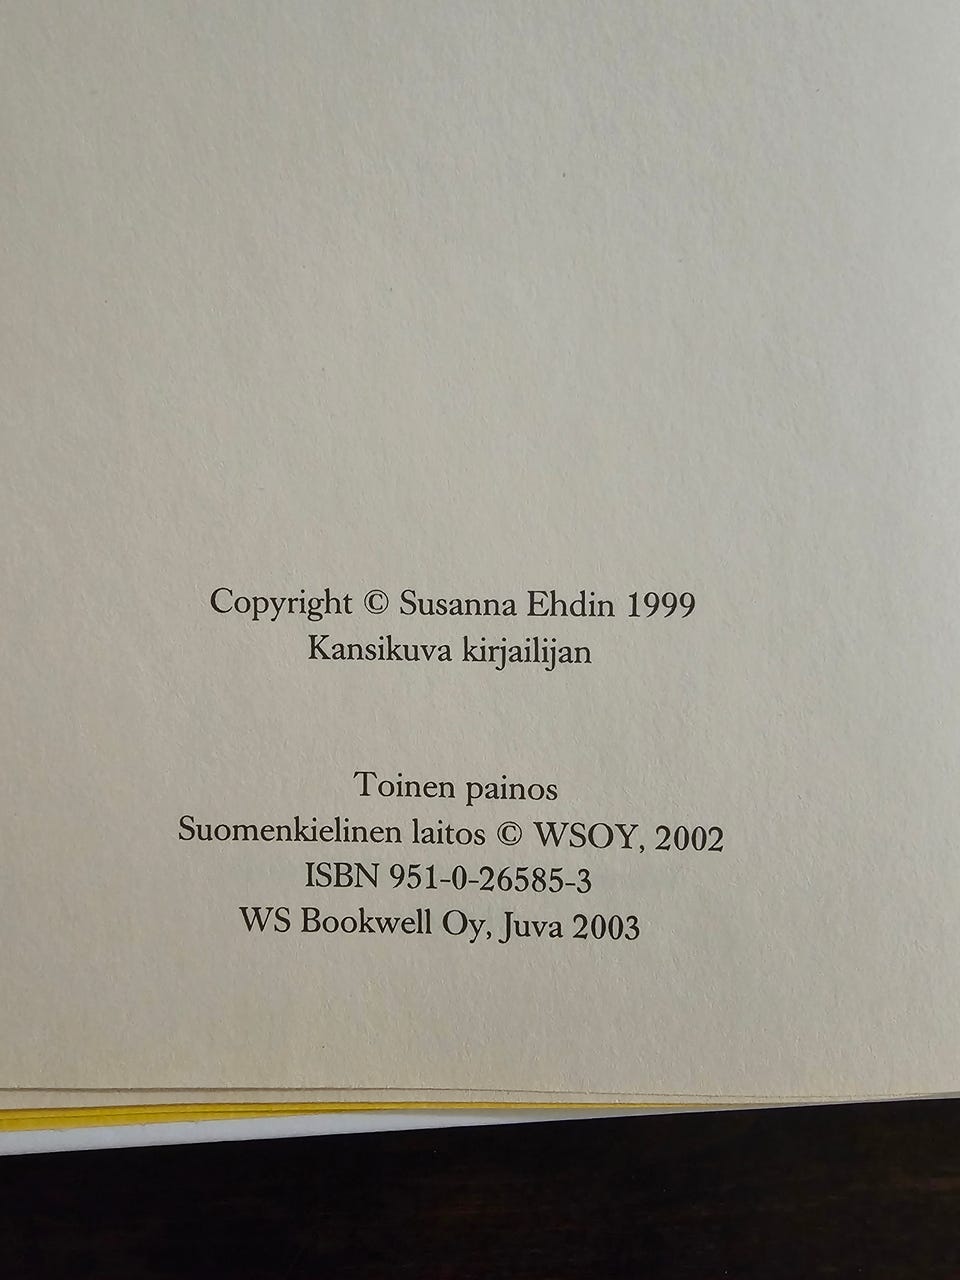 Copyright © Susanna Ehdin 1999
Kansikuva kirjailijan
Toinen painos
Suomenkielinen laitos © WSOY, 2002
ISBN 951-0-26585-3
WS Bookwell Oy, Juva 2003